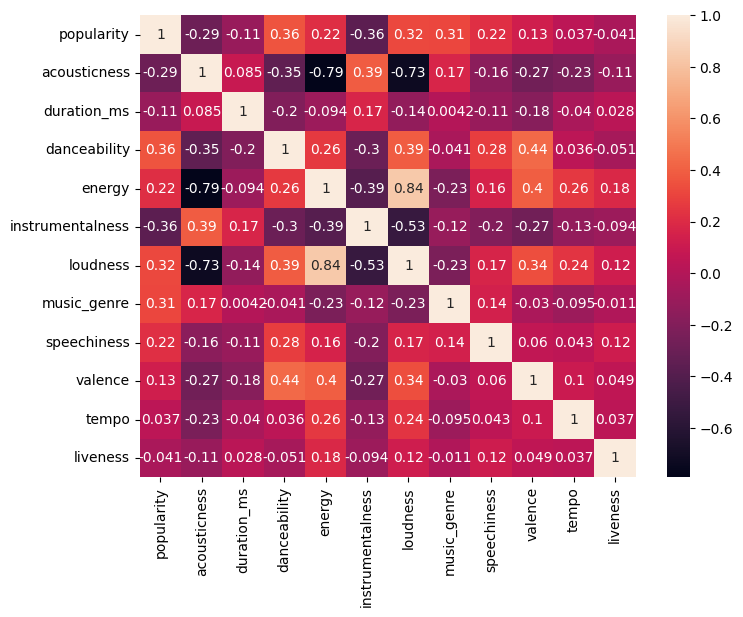 popularity 1 -0.29 -0.11 0.36 0.22 -0.36 0.32 0.31 0.22 0.13 0.037 -0.041
acousticness -0.29 1 0.085 -0.35 -0.79 0.39 -0.73 0.17 -0.16 -0.27 -0.23 -0.11
duration_ms -0.11 0.085 1 -0.2 -0.094 0.17 -0.14 0.0042 -0.11 -0.18 -0.04 0.028
danceability 0.36 -0.35 -0.2 1 0.26 -0.3 0.39 -0.041 0.28 0.44 0.036 -0.051
energy 0.22 -0.79 -0.094 0.26 1 -0.39 0.84 -0.23 0.16 0.4 0.26 0.18
instrumentalness -0.36 0.39 0.17 -0.3 -0.39 1 -0.53 -0.12 -0.2 -0.27 -0.13 -0.094
loudness 0.32 -0.73 -0.14 0.39 0.84 -0.53 1 -0.23 0.17 0.34 0.24 0.12
music_genre 0.31 0.17 0.0042 -0.041 -0.23 -0.12 -0.23 1 0.14 -0.03 -0.095 -0.011
speechiness 0.22 -0.16 -0.11 0.28 0.16 -0.2 0.17 0.14 1 0.06 0.043 0.12
valence 0.13 -0.27 -0.18 0.44 0.4 -0.27 0.34 -0.03 0.06 1 0.1 0.049
tempo 0.037 -0.23 -0.04 0.036 0.26 -0.13 0.24 -0.095 0.043 0.1 1 0.037
liveness -0.041 -0.11 0.028 -0.051 0.18 -0.094 0.12 -0.011 0.12 0.049 0.037 1
popularity acousticness duration_ms danceability energy instrumentalness loudness music_genre speechiness valence tempo liveness
1.0
0.8
0.6
0.4
0.2
0.0
−0.2
−0.4
−0.6